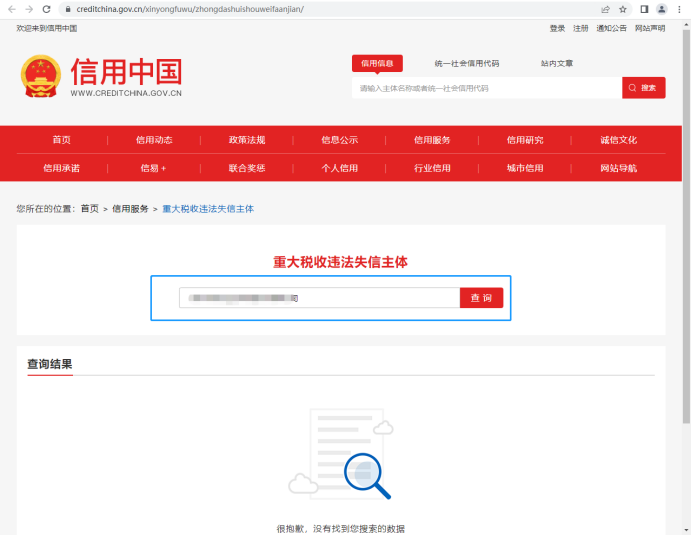 creditchina.gov.cn/xinyongfuwu/zhongdashuishouweifaanjian/
欢迎来到信用中国 登录 注册 通知公告 网站声明
信用信息 统一社会信用代码 站内文章
信用中国
WWW.CREDITCHINA.GOV.CN
请输入主体名称或者统一社会信用代码 搜索
首页 信用动态 政策法规 信息公示 信用服务 信用研究 诚信文化
信用承诺 信易+ 联合奖惩 个人信用 行业信用 城市信用 网站导航
您所在的位置：首页 > 信用服务 > 重大税收违法失信主体
重大税收违法失信主体
司 查询
查询结果
很抱歉，没有找到您搜索的数据